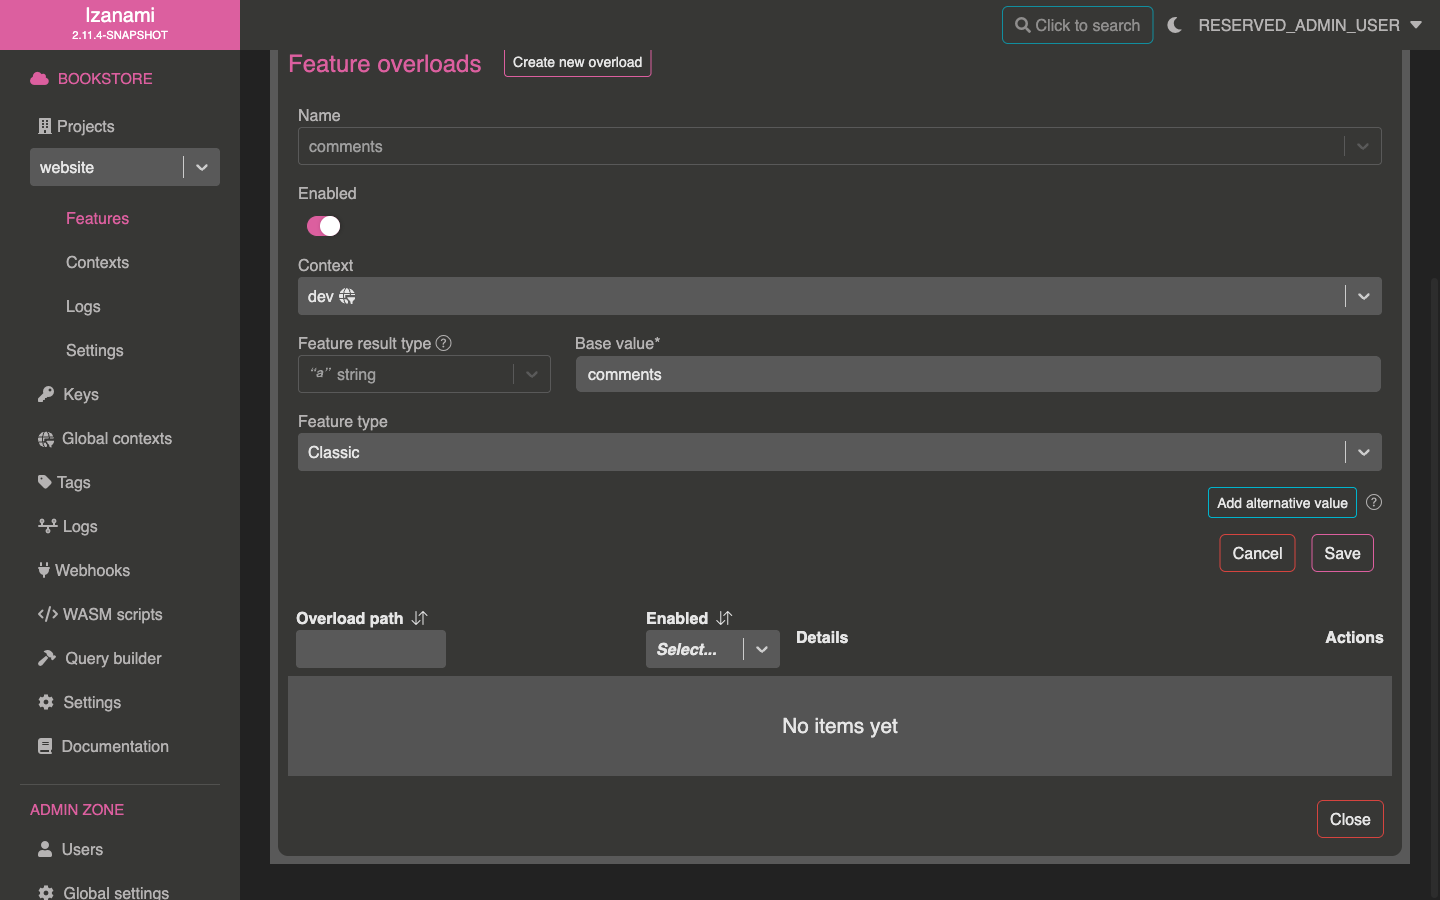 Izanami
2.11.4-SNAPSHOT
Click to search
RESERVED_ADMIN_USER
BOOKSTORE
Projects
website
Features
Contexts
Logs
Settings
Keys
Global contexts
Tags
Logs
Webhooks
WASM scripts
Query builder
Settings
Documentation
ADMIN ZONE
Users
Global settings
Feature overloads
Create new overload
Name
comments
Enabled
Context
dev
Feature result type
Base value*
"a" string
comments
Feature type
Classic
Add alternative value
Cancel
Save
Overload path
Enabled
Details
Actions
Select...
No items yet
Close